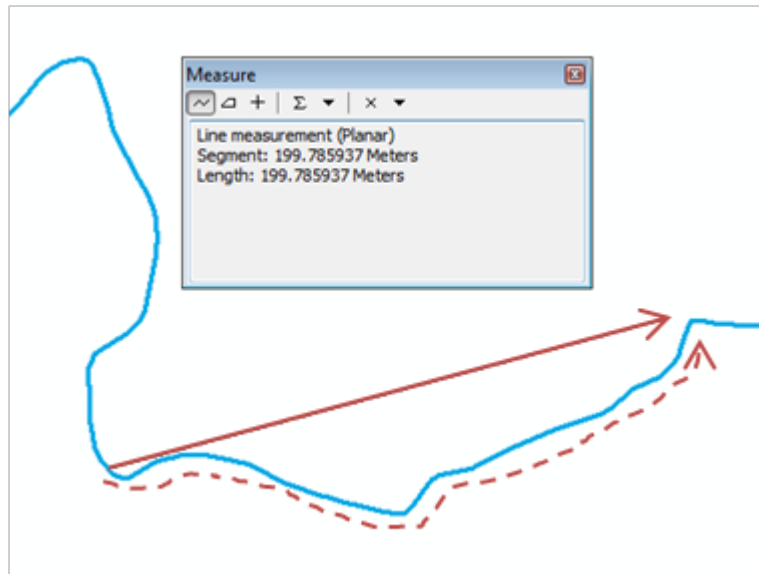 Measure
Line measurement (Planar)
Segment: 199.785937 Meters
Length: 199.785937 Meters